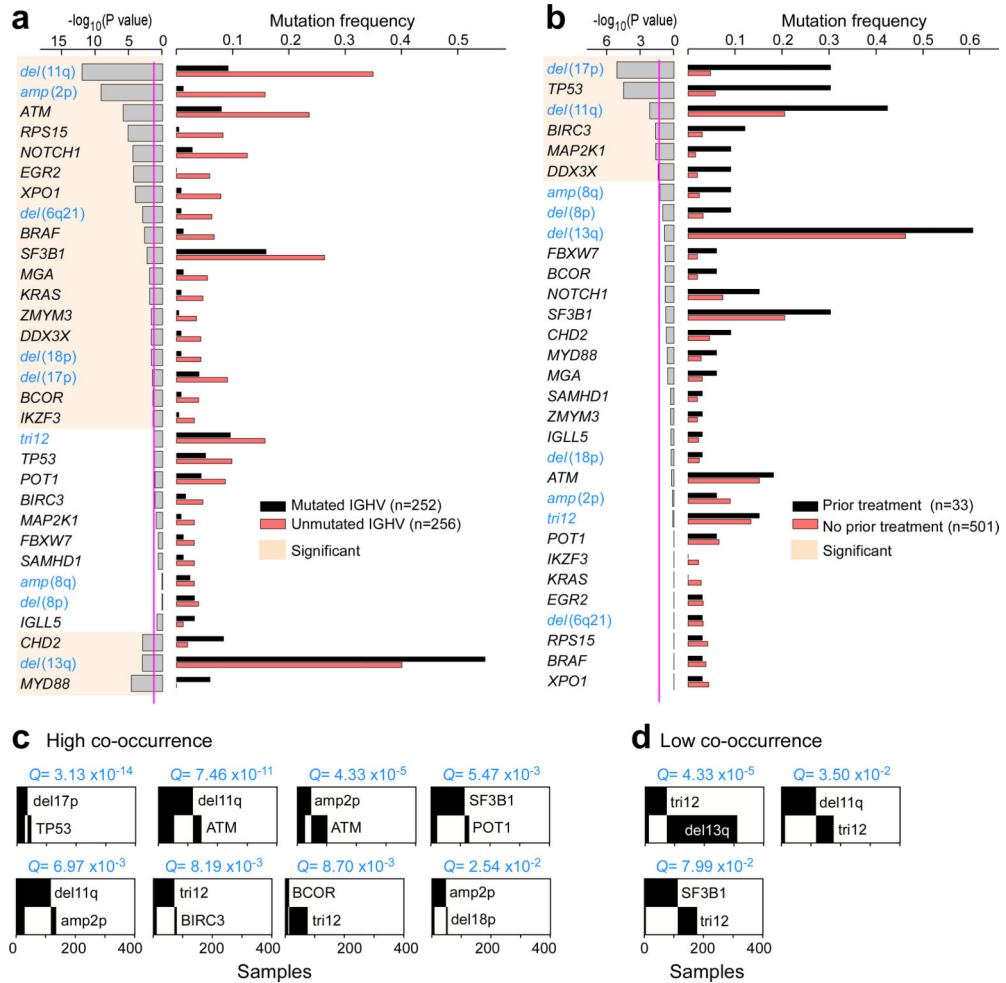 a
-log10(P value)
Mutation frequency
15 10 5 0
0.1 0.2 0.3 0.4 0.5
del(11q)
amp(2p)
ATM
RPS15
NOTCH1
EGR2
XPO1
del(6q21)
BRAF
SF3B1
MGA
KRAS
ZMYM3
DDX3X
del(18p)
del(17p)
BCOR
IKZF3
tri12
TP53
POT1
BIRC3
MAP2K1
FBXW7
SAMHD1
amp(8q)
del(8p)
IGLL5
CHD2
del(13q)
MYD88
Mutated IGHV (n=252)
Unmutated IGHV (n=256)
Significant
b
-log10(P value)
Mutation frequency
6 3 0
0.1 0.2 0.3 0.4 0.6
del(17p)
TP53
del(11q)
BIRC3
MAP2K1
DDX3X
amp(8q)
del(8p)
del(13q)
FBXW7
BCOR
NOTCH1
SF3B1
CHD2
MYD88
MGA
SAMHD1
ZMYM3
IGLL5
del(18p)
ATM
amp(2p)
tri12
POT1
IKZF3
KRAS
EGR2
del(6q21)
RPS15
BRAF
XPO1
Prior treatment (n=33)
No prior treatment (n=501)
Significant
c High co-occurrence
Q= 3.13 x10-14
del17p
TP53
Q= 7.46 x10-11
del11q
ATM
Q= 4.33 x10-5
amp2p
ATM
Q= 5.47 x10-3
SF3B1
POT1
Q= 6.97 x10-3
del11q
amp2p
0 200 400
Q= 8.19 x10-3
tri12
BIRC3
0 200 400
Q= 8.70 x10-3
BCOR
tri12
0 200 400
Q= 2.54 x10-2
amp2p
del18p
0 200 400
Samples
d Low co-occurrence
Q= 4.33 x10-5
tri12
del13q
Q= 3.50 x10-2
del11q
tri12
0 200 400
Q= 7.99 x10-2
SF3B1
tri12
0 200 400
Samples